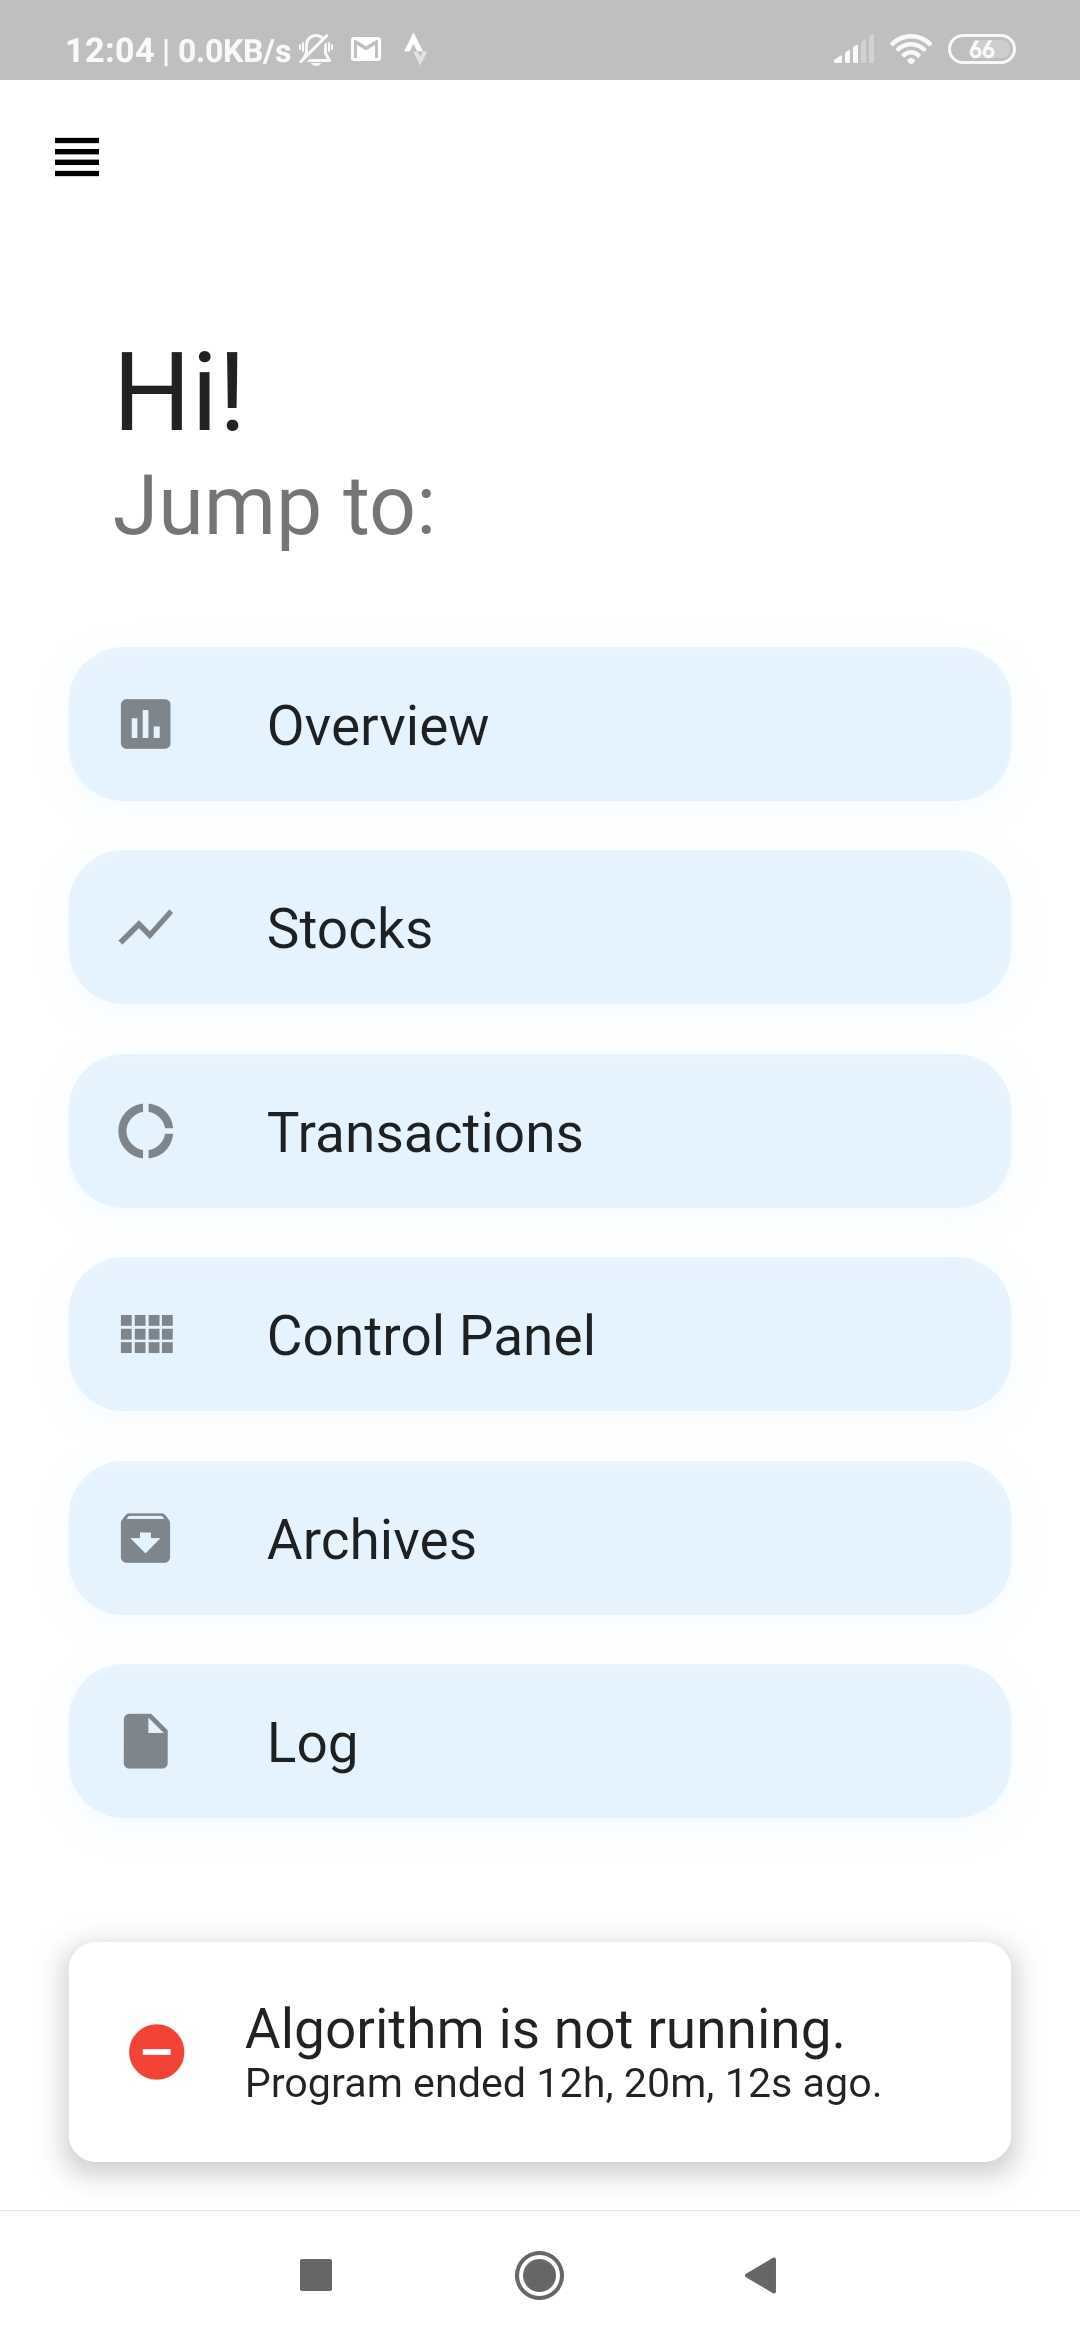 12:04 | 0.0KB/s 66
Hi!
Jump to:
Overview
Stocks
Transactions
Control Panel
Archives
Log
Algorithm is not running.
Program ended 12h, 20m, 12s ago.